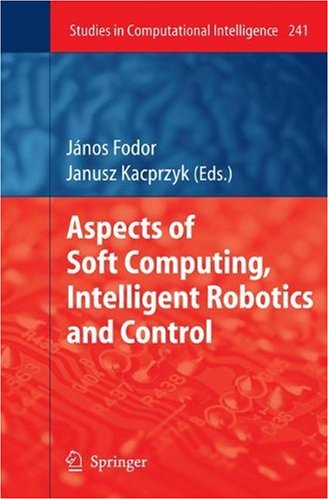 Studies in Computational Intelligence 241
János Fodor
Janusz Kacprzyk (Eds.)
Aspects of
Soft Computing,
Intelligent Robotics
and Control
Springer